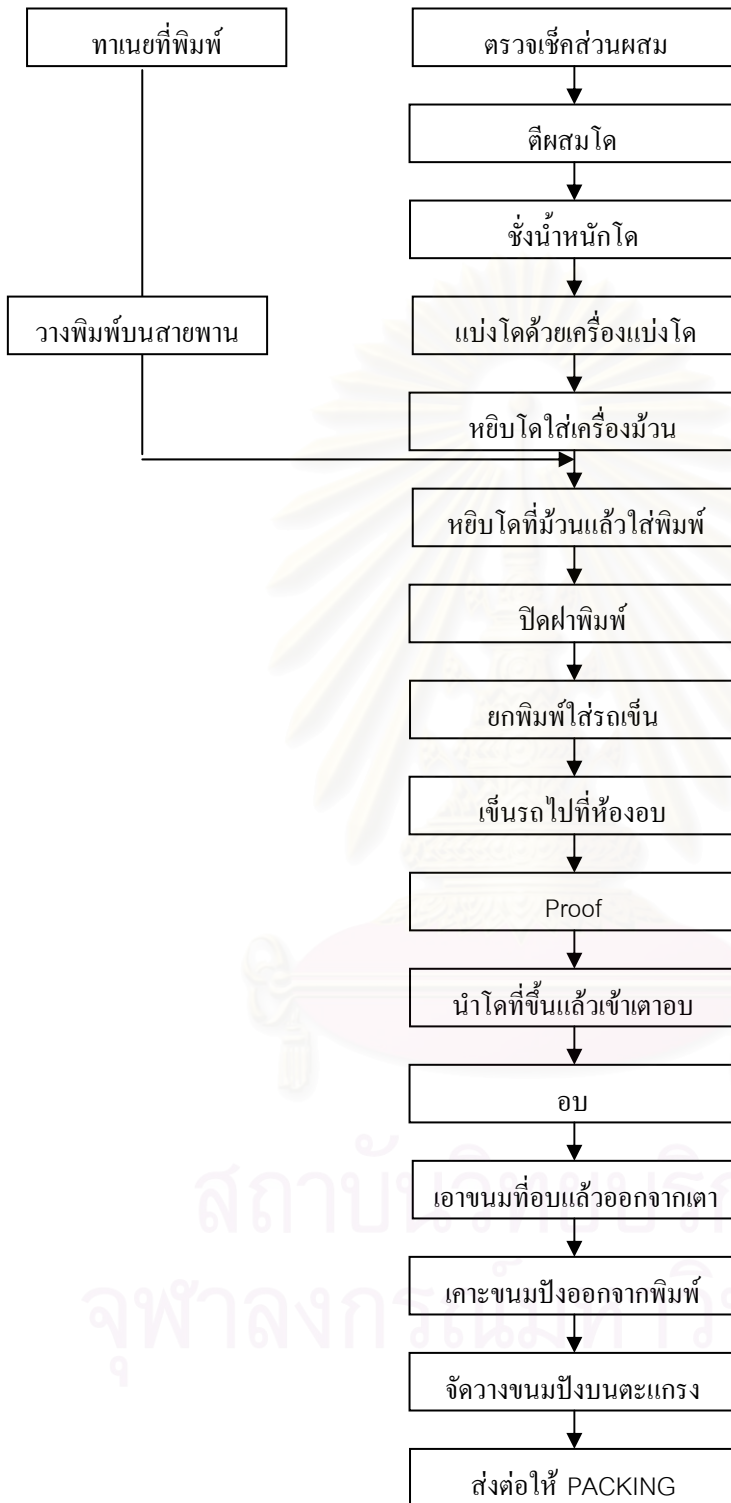 ทาเนยที่พิมพ์
ตรวจเช็คส่วนผสม
ตีผสมโด
ชั่งน้ำหนักโด
วางพิมพ์บนสายพาน
แบ่งโดด้วยเครื่องแบ่งโด
หยิบโดใส่เครื่องม้วน
หยิบโดที่ม้วนแล้วใส่พิมพ์
ปิดฝาพิมพ์
ยกพิมพ์ใส่รถเข็น
เข็นรถไปที่ห้องอบ
Proof
นำโดที่ขึ้นแล้วเข้าเตาอบ
อบ
เอาขนมที่อบแล้วออกจากเตา
เคาะขนมปังออกจากพิมพ์
จัดวางขนมปังบนตะแกรง
ส่งต่อให้ PACKING